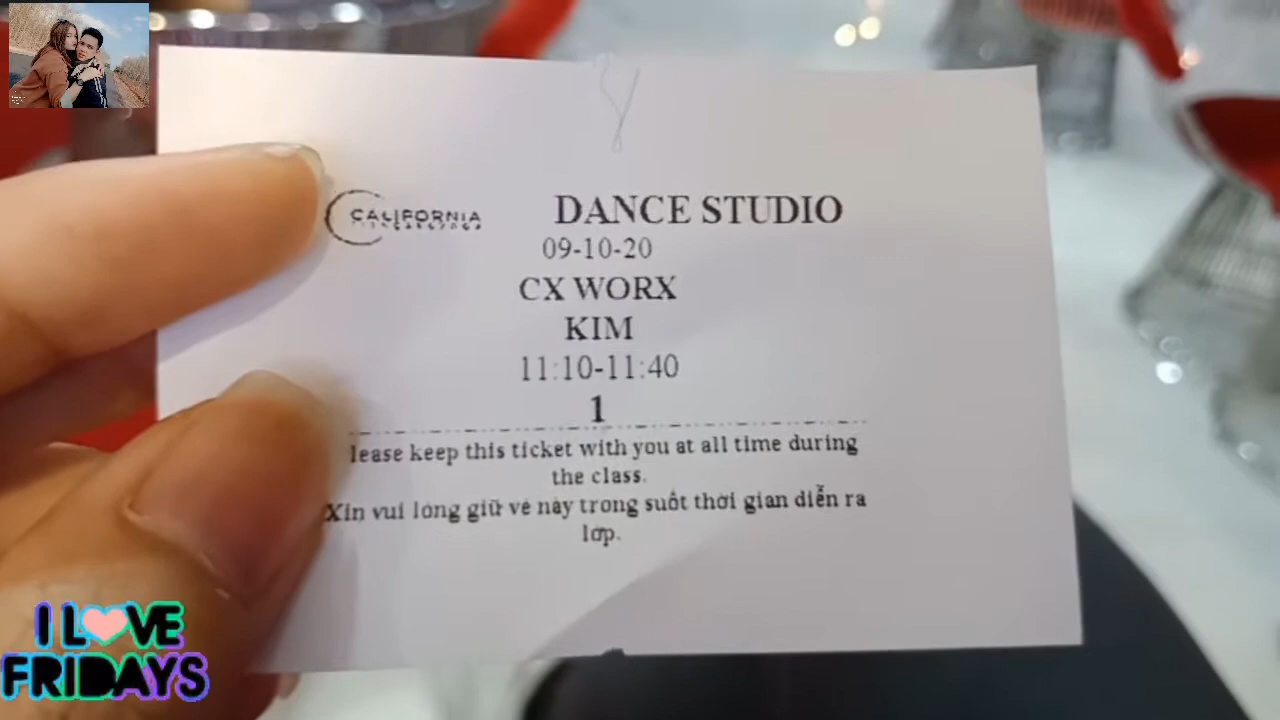 CALIFORNIA
DANCE STUDIO
09-10-20
CX WORX
KIM
11:10-11:40
1
lease keep this ticket with you at all time during
the class.
Xin vui lòng giữ vé này trong suốt thời gian diễn ra
lớp.
I LOVE
FRIDAYS